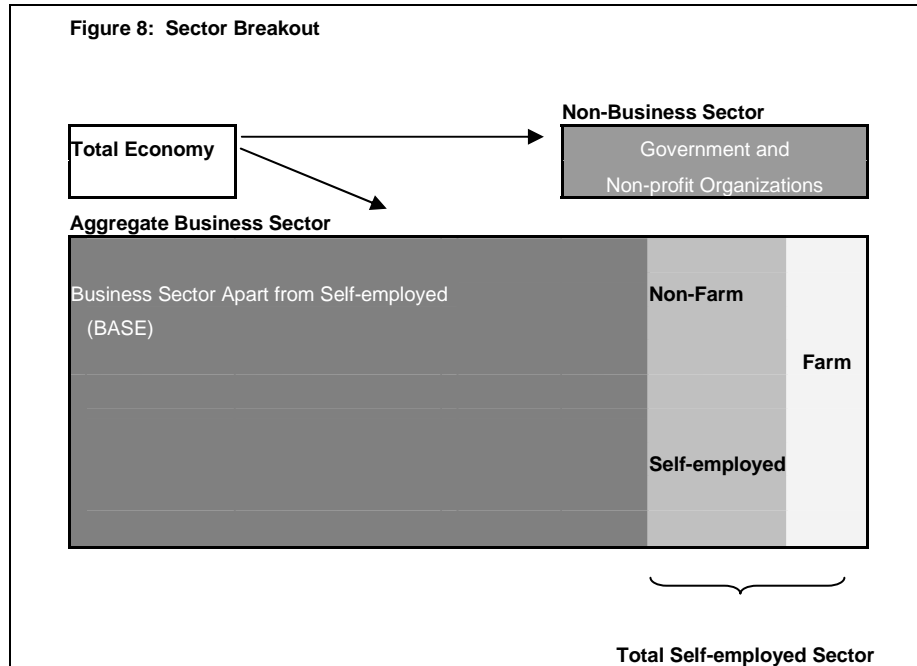 Figure 8: Sector Breakout
Non-Business Sector
Total Economy
Government and
Non-profit Organizations
Aggregate Business Sector
Business Sector Apart from Self-employed
(BASE)
Non-Farm
Farm
Self-employed
Total Self-employed Sector